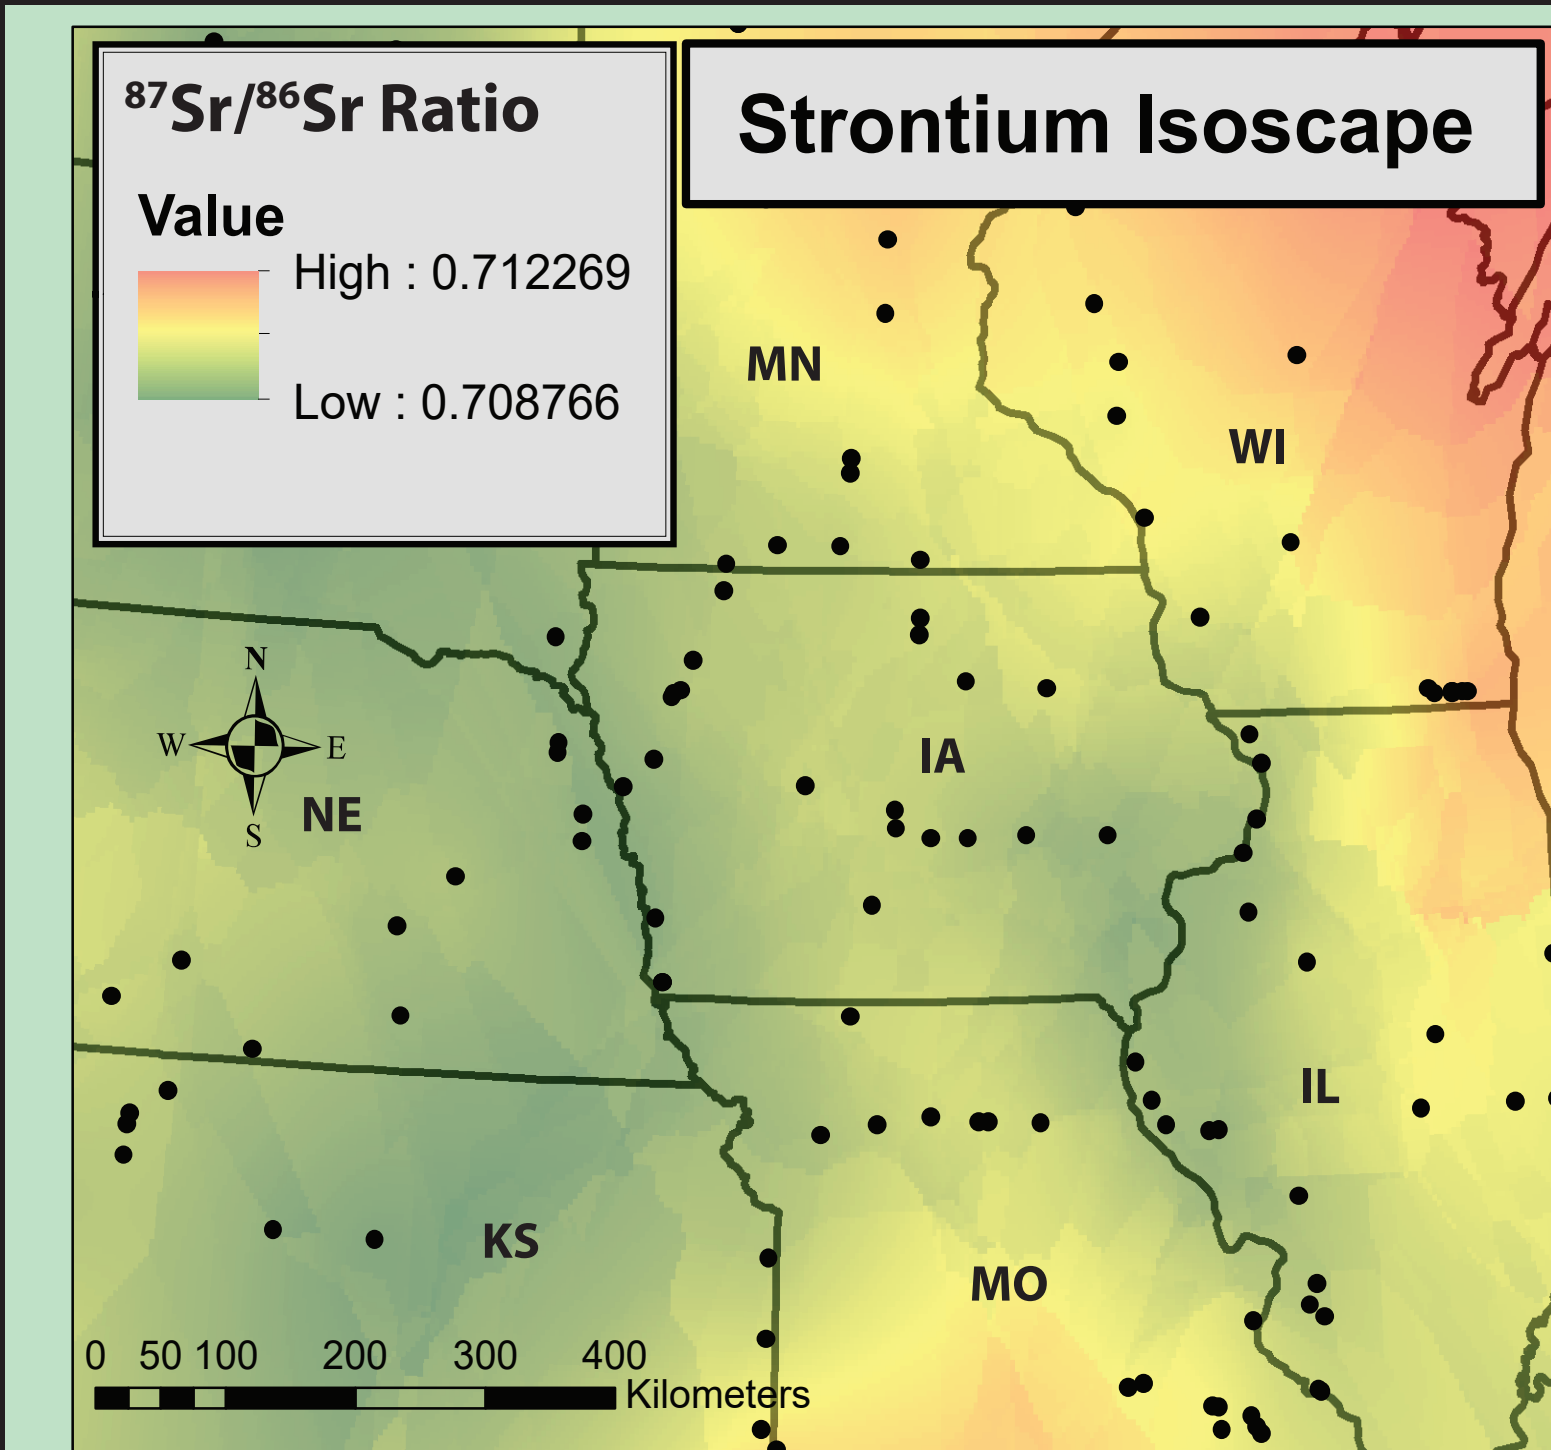 ⁸⁷Sr/⁸⁶Sr Ratio
Value
High : 0.712269
Low : 0.708766
Strontium Isoscape
MN
WI
N
W E
S
NE
IA
IL
KS
MO
0 50 100 200 300 400
Kilometers